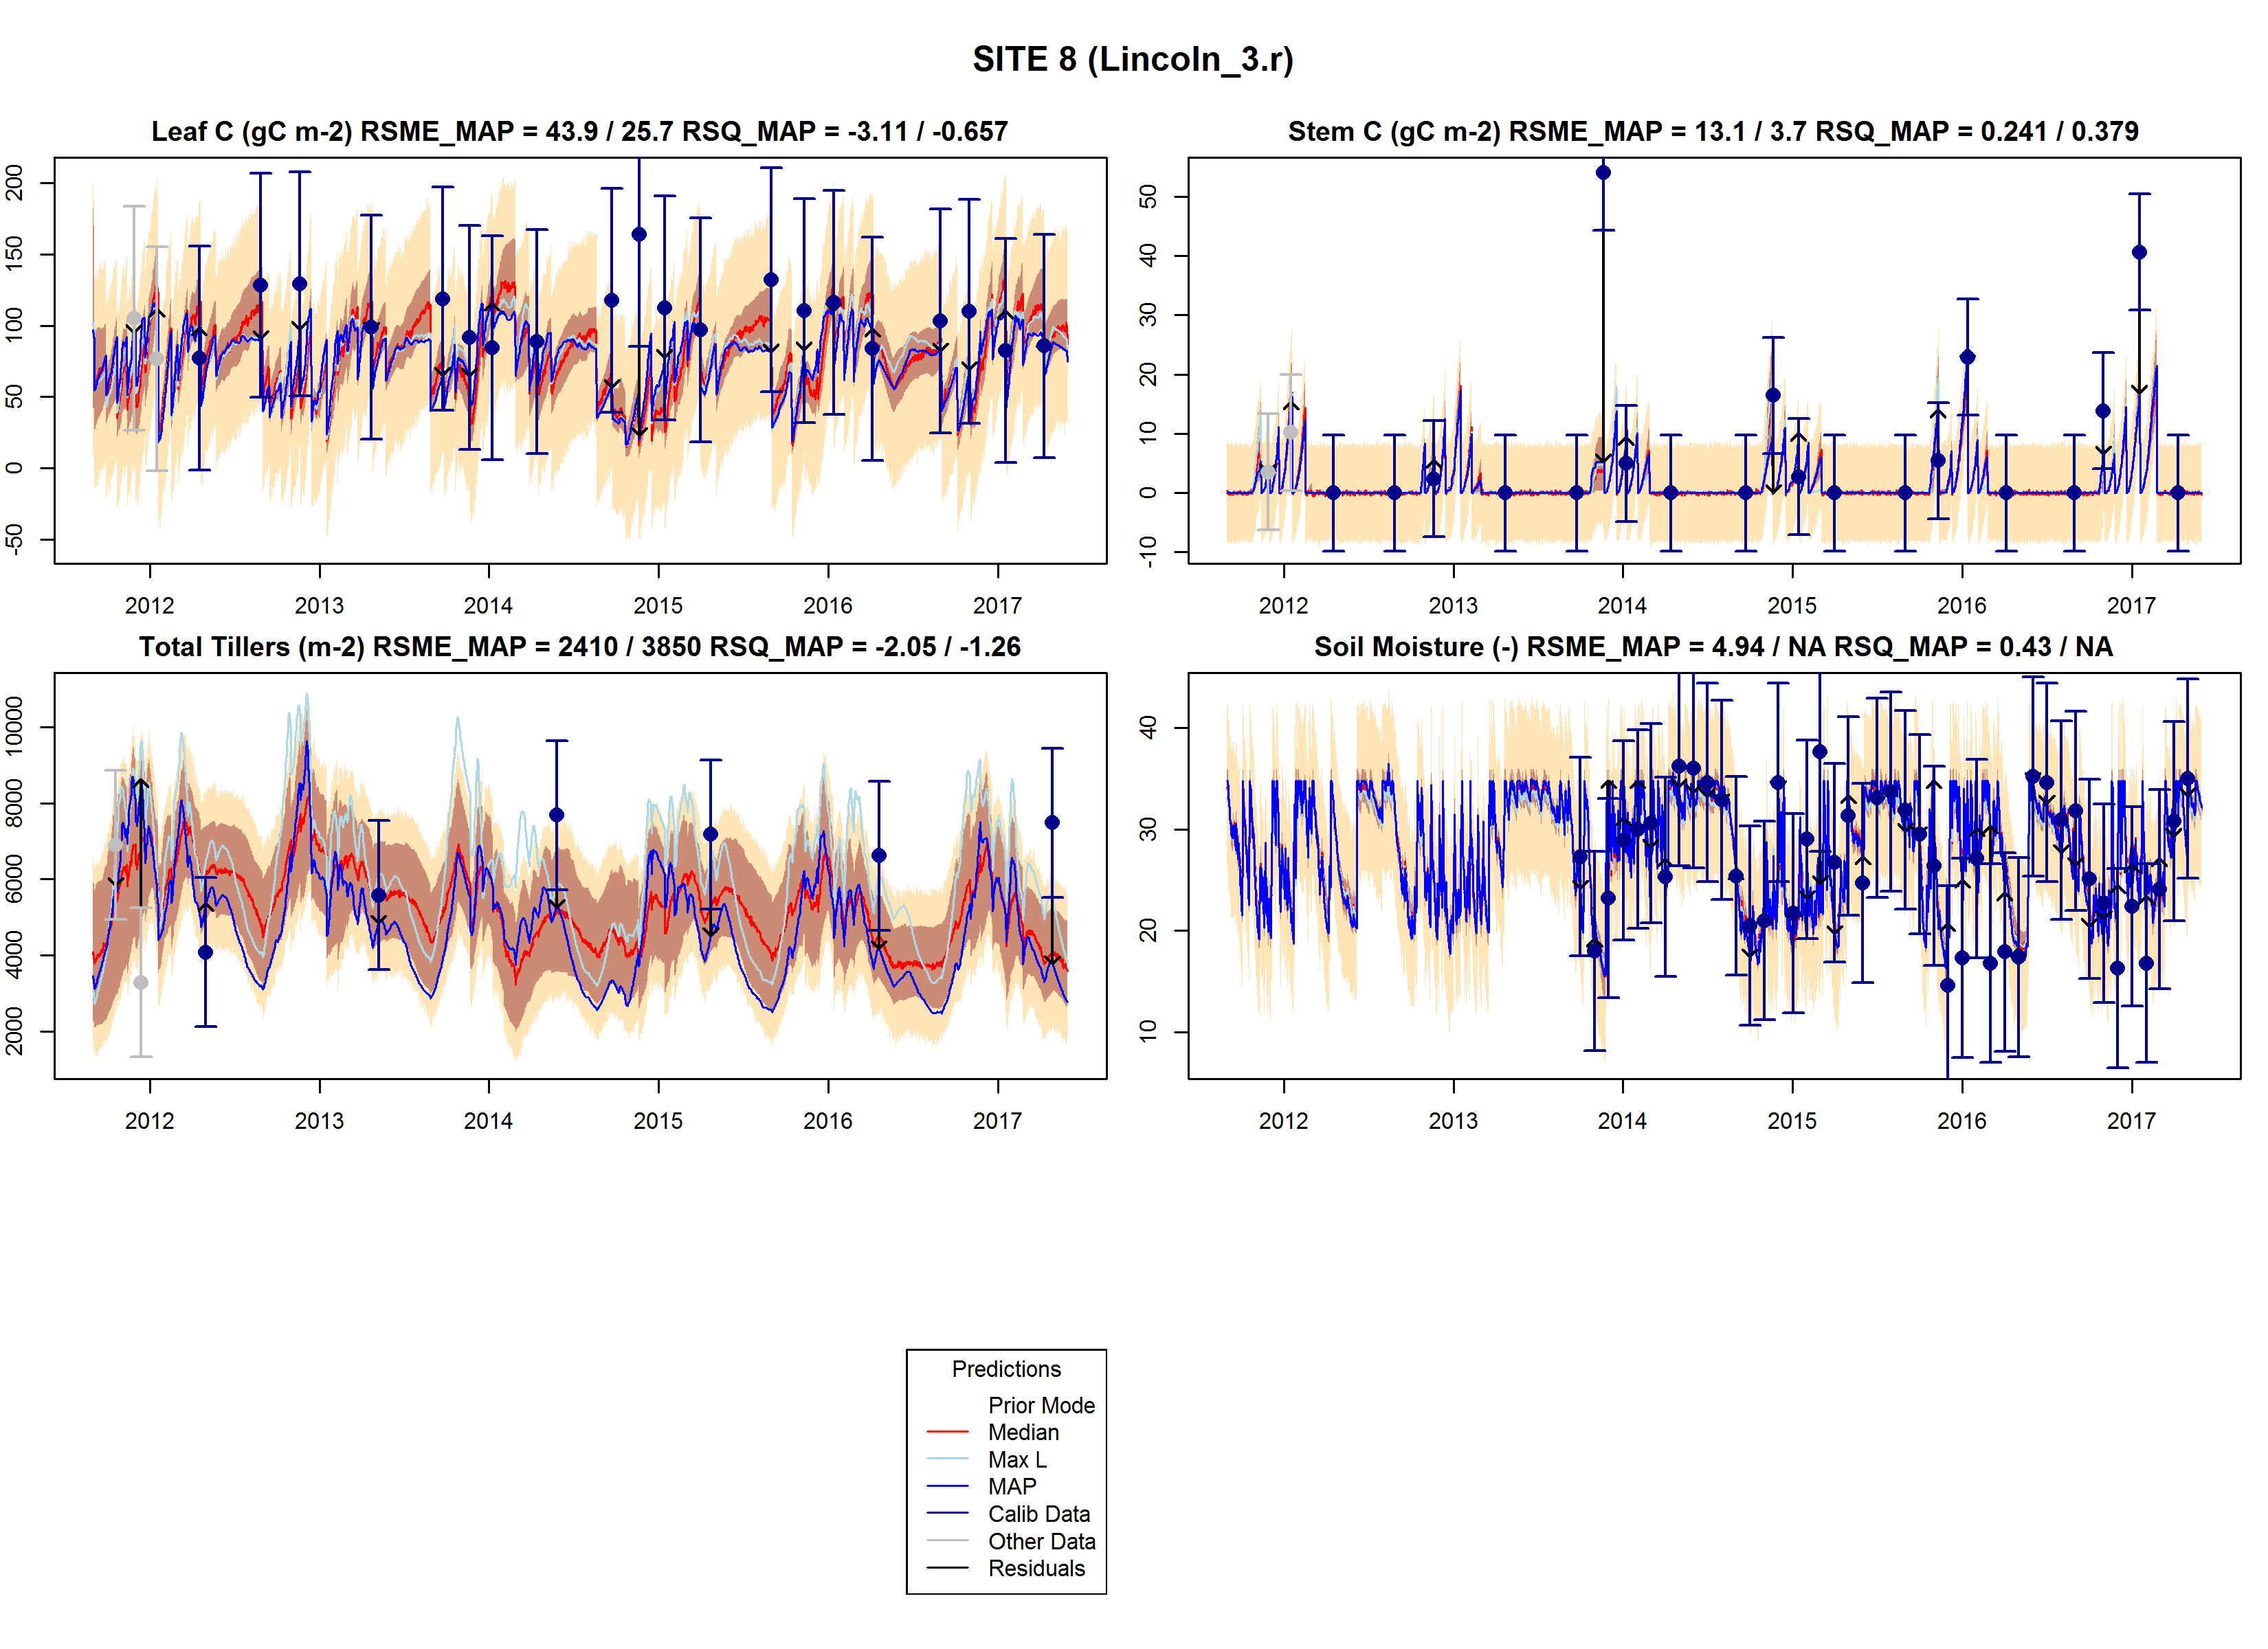 SITE 8 (Lincoln_3.r)
Leaf C (gC m-2) RSME_MAP = 43.9 / 25.7 RSQ_MAP = -3.11 / -0.657
200
150
100
50
0
-50
2012 2013 2014 2015 2016 2017
Stem C (gC m-2) RSME_MAP = 13.1 / 3.7 RSQ_MAP = 0.241 / 0.379
50
40
30
20
10
0
-10
2012 2013 2014 2015 2016 2017
Total Tillers (m-2) RSME_MAP = 2410 / 3850 RSQ_MAP = -2.05 / -1.26
10000
8000
6000
4000
2000
2012 2013 2014 2015 2016 2017
Soil Moisture (-) RSME_MAP = 4.94 / NA RSQ_MAP = 0.43 / NA
40
30
20
10
2012 2013 2014 2015 2016 2017
Predictions
Prior Mode
Median
Max L
MAP
Calib Data
Other Data
Residuals